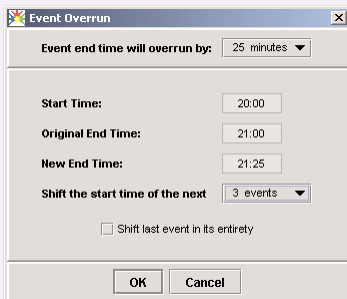 Event Overrun
Event end time will overrun by: 25 minutes
Start Time: 20:00
Original End Time: 21:00
New End Time: 21:25
Shift the start time of the next 3 events
Shift last event in its entirety
OK Cancel